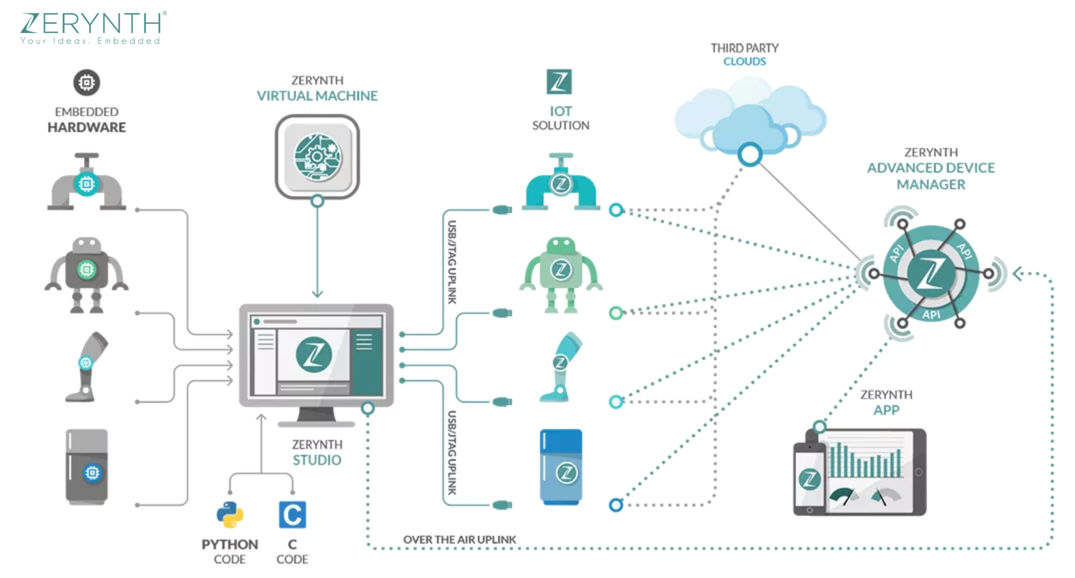 ZERYNTH®
Your Ideas. Embedded
EMBEDDED
HARDWARE
ZERYNTH
VIRTUAL MACHINE
IOT
SOLUTION
THIRD PARTY
CLOUDS
ZERYNTH
ADVANCED DEVICE
MANAGER
API
API
API
USB/JTAG UPLINK
USB/JTAG UPLINK
ZERYNTH
STUDIO
ZERYNTH
APP
PYTHON
CODE
C
C
CODE
OVER THE AIR UPLINK